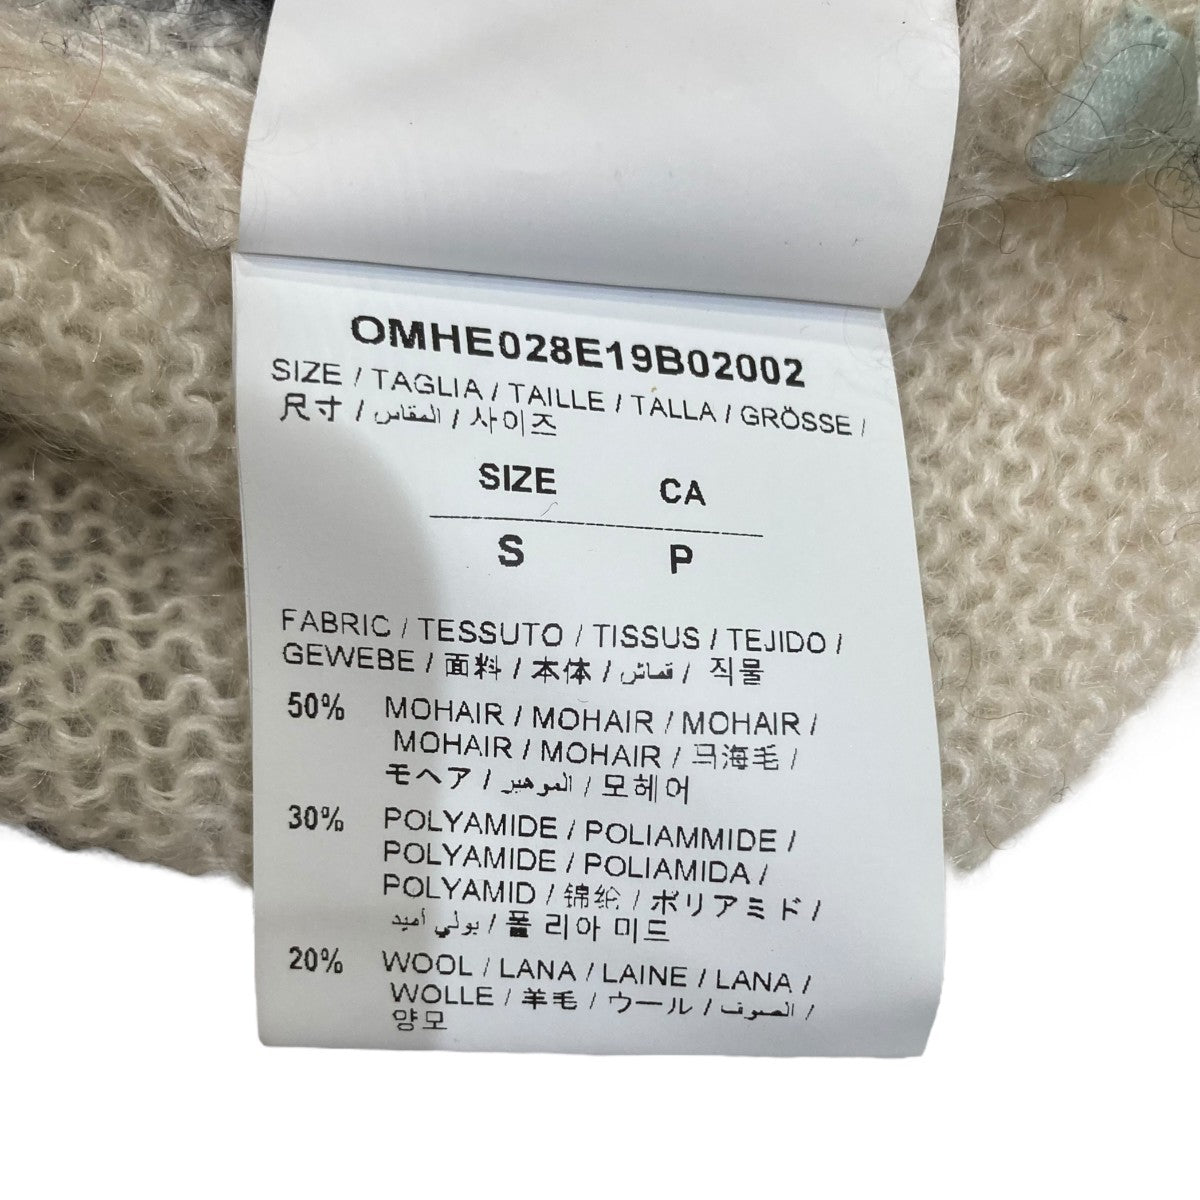 OMHE028E19B02002
SIZE / TAGLIA / TAILLE / TALLA / GRÖSSE /
尺寸 / المقاس / 사이즈
SIZE CA
S P
FABRIC / TESSUTO / TISSUS / TEJIDO /
GEWEBE / 面料 / 本体 / قماش / 직물
50% MOHAIR / MOHAIR / MOHAIR /
MOHAIR / MOHAIR / 马海毛 /
モヘア / الموهير / 모헤어
30% POLYAMIDE / POLIAMMIDE /
POLYAMIDE / POLIAMIDA /
POLYAMID / 锦纶 / ポリアミド /
بولي أميد / 폴리아미드
20% WOOL / LANA / LAINE / LANA /
WOLLE / 羊毛 / ウール / الصوف /
양모